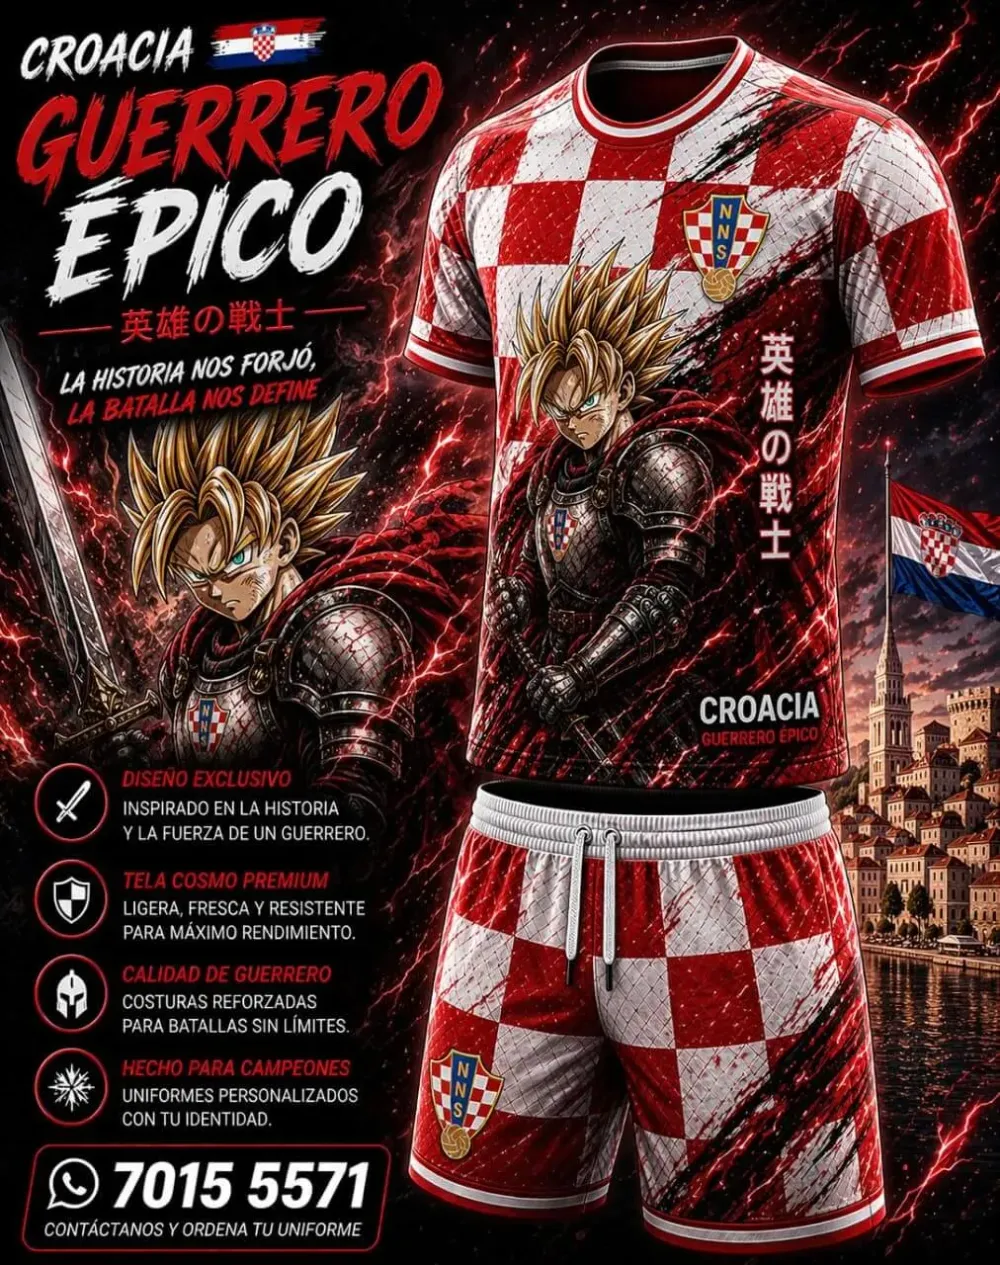 CROACIA
GUERRERO
ÉPICO
英雄の戦士
LA HISTORIA NOS FORJÓ,
LA BATALLA NOS DEFINE
NNS
英雄の戦士
CROACIA
GUERRERO ÉPICO
DISEÑO EXCLUSIVO
INSPIRADO EN LA HISTORIA
Y LA FUERZA DE UN GUERRERO.
TELA COSMO PREMIUM
LIGERA, FRESCA Y RESISTENTE
PARA MÁXIMO RENDIMIENTO.
CALIDAD DE GUERRERO
COSTURAS REFORZADAS
PARA BATALLAS SIN LÍMITES.
HECHO PARA CAMPEONES
UNIFORMES PERSONALIZADOS
CON TU IDENTIDAD.
NNS
7015 5571
CONTÁCTANOS Y ORDENA TU UNIFORME